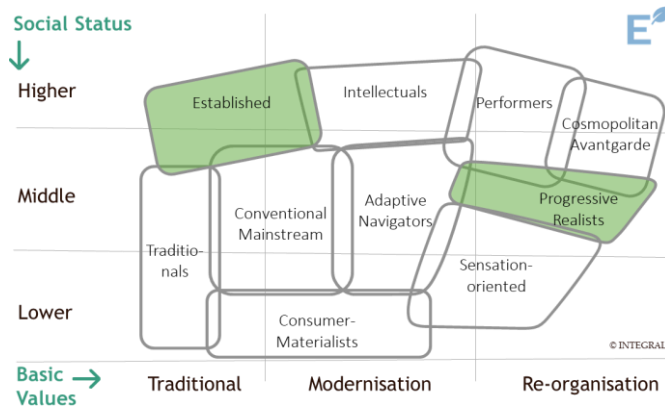 Social Status
E
Higher
Established
Intellectuals
Performers
Cosmopolitan
Avantgarde
Middle
Traditio-
nals
Conventional
Mainstream
Adaptive
Navigators
Progressive
Realists
Sensation-
oriented
Lower
Consumer-
Materialists
© INTEGRAL
Basic
Values
Traditional
Modernisation
Re-organisation